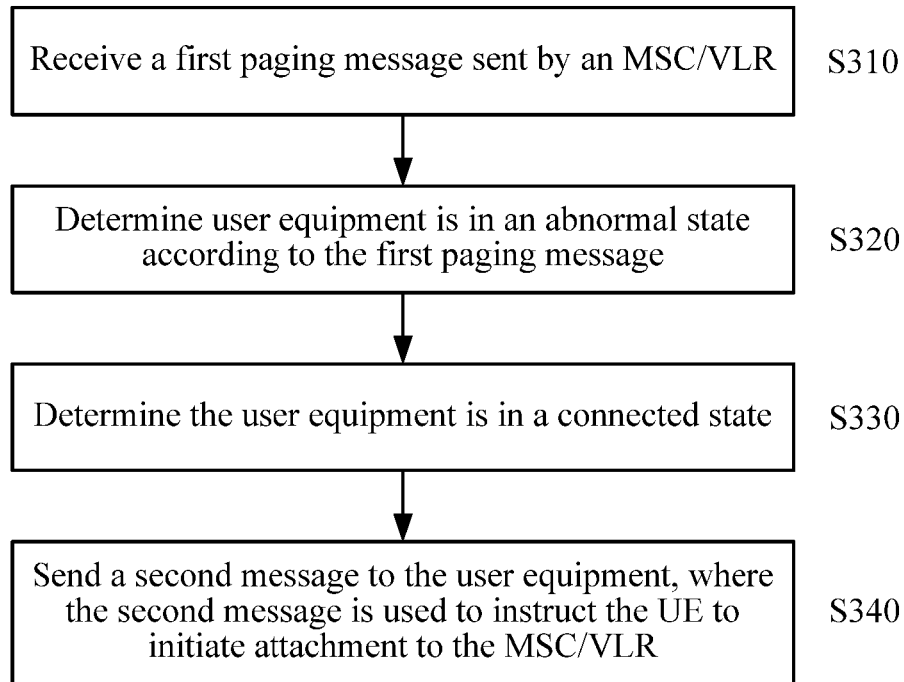 Receive a first paging message sent by an MSC/VLR
S310
Determine user equipment is in an abnormal state
according to the first paging message
S320
Determine the user equipment is in a connected state
S330
Send a second message to the user equipment, where
the second message is used to instruct the UE to
initiate attachment to the MSC/VLR
S340